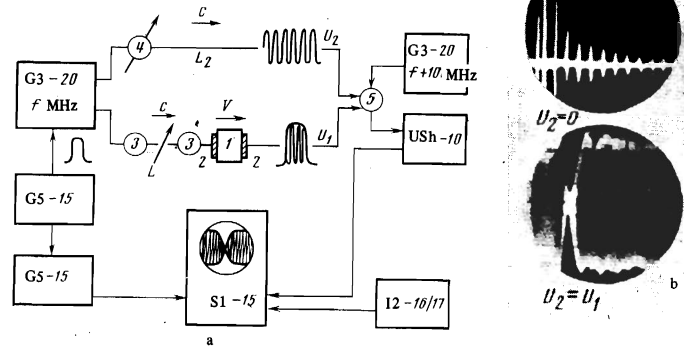 C
4
L2
U2
G3-20
f MHz
G3-20
f+10 MHz
5
C
V
3
L
3
2
1
2
U1
USh-10
G5-15
G5-15
S1-15
I2-16/17
a
U2=0
U2=U1
b